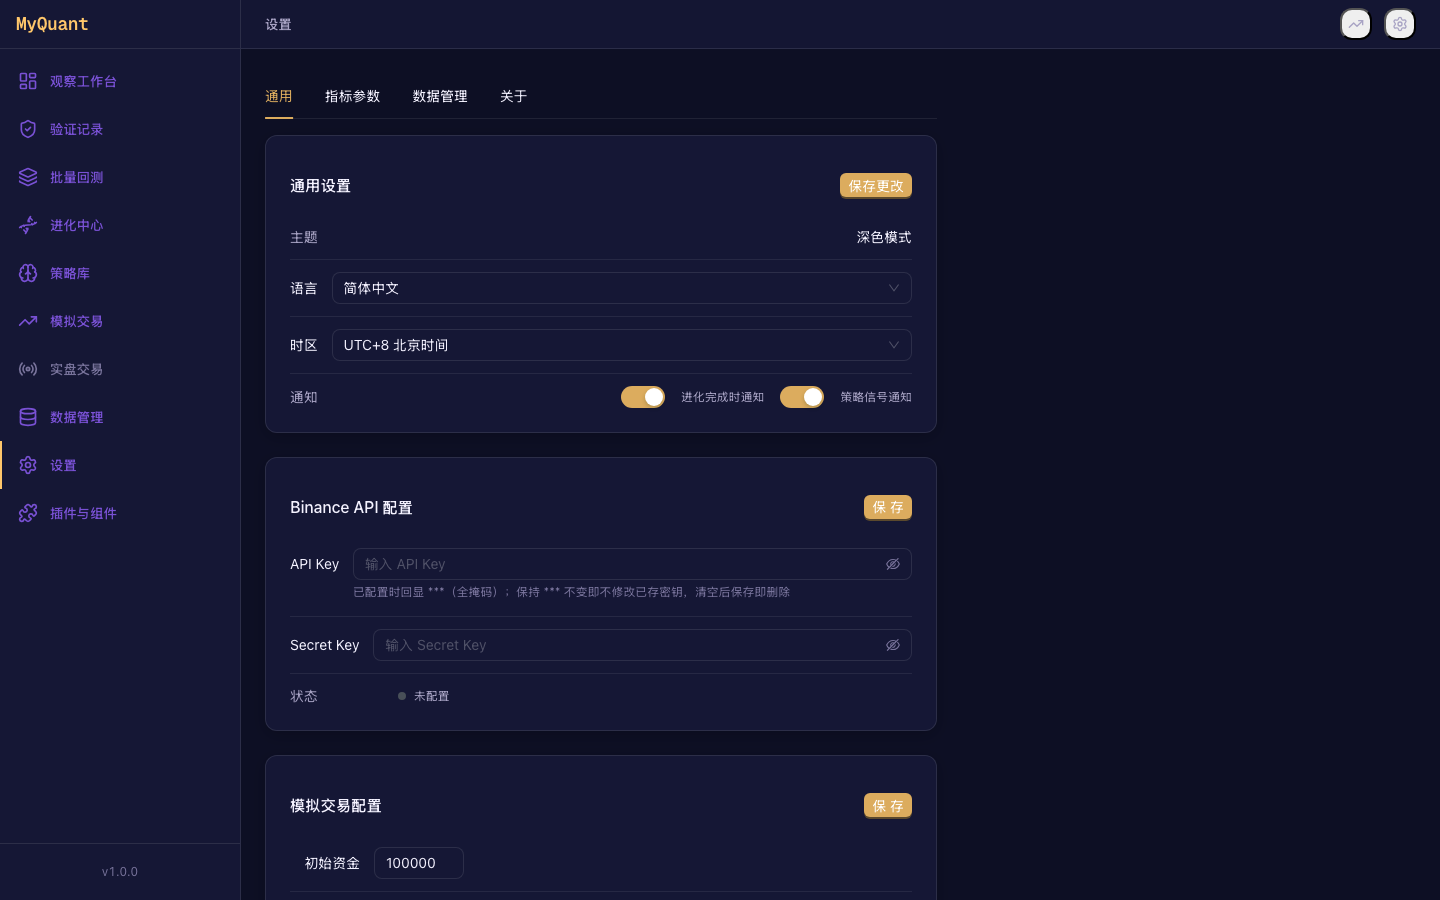 MyQuant
设置
观察工作台
验证记录
批量回测
进化中心
策略库
模拟交易
实盘交易
数据管理
设置
插件与组件
v1.0.0
通用 指标参数 数据管理 关于
通用设置 保存更改
主题 深色模式
语言 简体中文
时区 UTC+8 北京时间
通知 进化完成时通知 策略信号通知
Binance API 配置 保 存
API Key 输入 API Key
已配置时回显 ***（全掩码）；保持 *** 不变即不修改已存密钥，清空后保存即删除
Secret Key 输入 Secret Key
状态 未配置
模拟交易配置 保 存
初始资金 100000